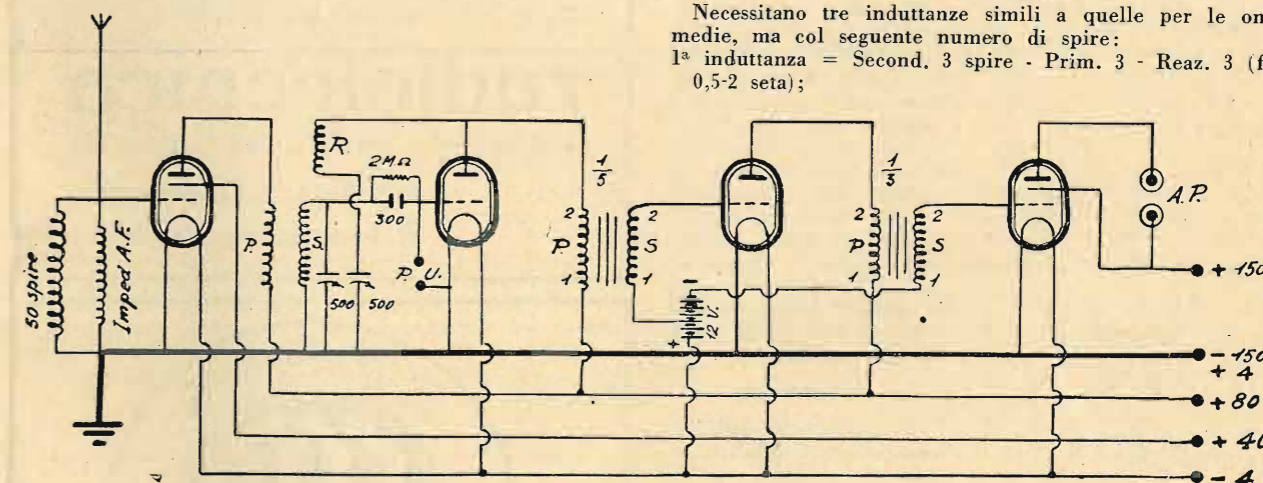 Necessitano tre induttanze simili a quelle per le
medie, ma col seguente numero di spire:
1ª induttanza = Second. 3 spire - Prim. 3 - Reaz. 3
0,5-2 seta);
50 spire
Imped A.F.
P.
R.
S.
2MΩ
300
500
500
P. U.
1/5
P
2
1
S
2
1
-
12 V.
+
1/3
P
2
1
S
2
1
A.P.
+ 150
- 150
+ 4
+ 80
+ 40
- 4